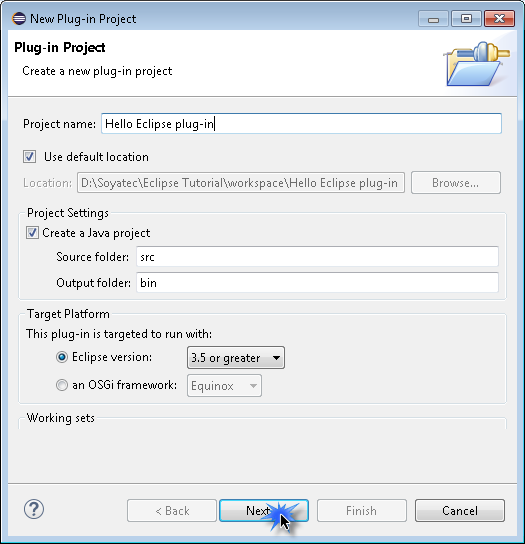 New Plug-in Project
Plug-in Project
Create a new plug-in project
Project name: Hello Eclipse plug-in
Use default location
Location: D:\Soyatec\Eclipse Tutorial\workspace\Hello Eclipse plug-in Browse...
Project Settings
Create a Java project
Source folder: src
Output folder: bin
Target Platform
This plug-in is targeted to run with:
Eclipse version: 3.5 or greater
an OSGi framework: Equinox
Working sets
? < Back Next > Finish Cancel